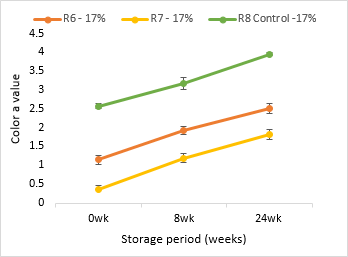 R6 - 17% R7 - 17% R8 Control -17%
4.5
4
3.5
3
2.5
2
1.5
1
0.5
0
Color a value
0wk 8wk 24wk
Storage period (weeks)